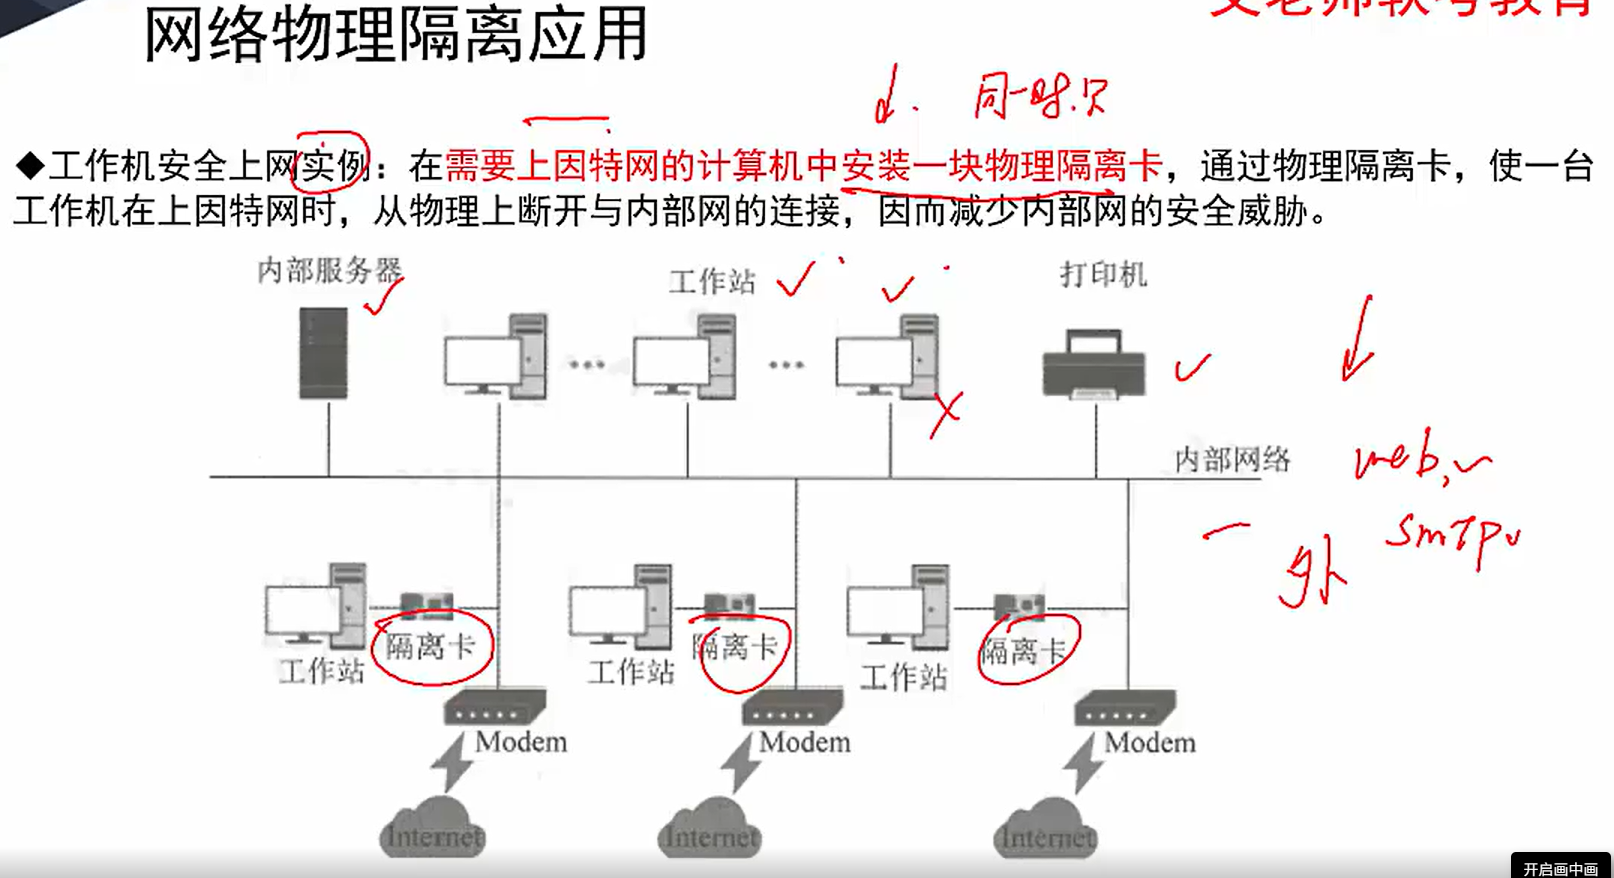 网络物理隔离应用
老师软考教育
同一时只
◆工作机安全上网实例：在需要上因特网的计算机中安装一块物理隔离卡，通过物理隔离卡，使一台
工作机在上因特网时，从物理上断开与内部网的连接，因而减少内部网的安全威胁。
内部服务器
工作站
打印机
内部网络
web,
SMTP
外
隔离卡
隔离卡
隔离卡
工作站
工作站
工作站
Modem
Modem
Modem
Internet
Internet
Internet
开启画中画